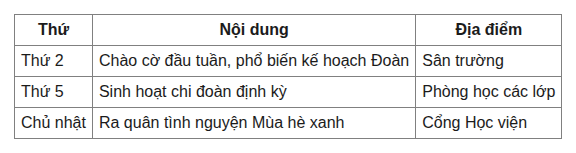 Thứ Nội dung Địa điểm
Thứ 2 Chào cờ đầu tuần, phổ biến kế hoạch Đoàn Sân trường
Thứ 5 Sinh hoạt chi đoàn định kỳ Phòng học các lớp
Chủ nhật Ra quân tình nguyện Mùa hè xanh Cổng Học viện